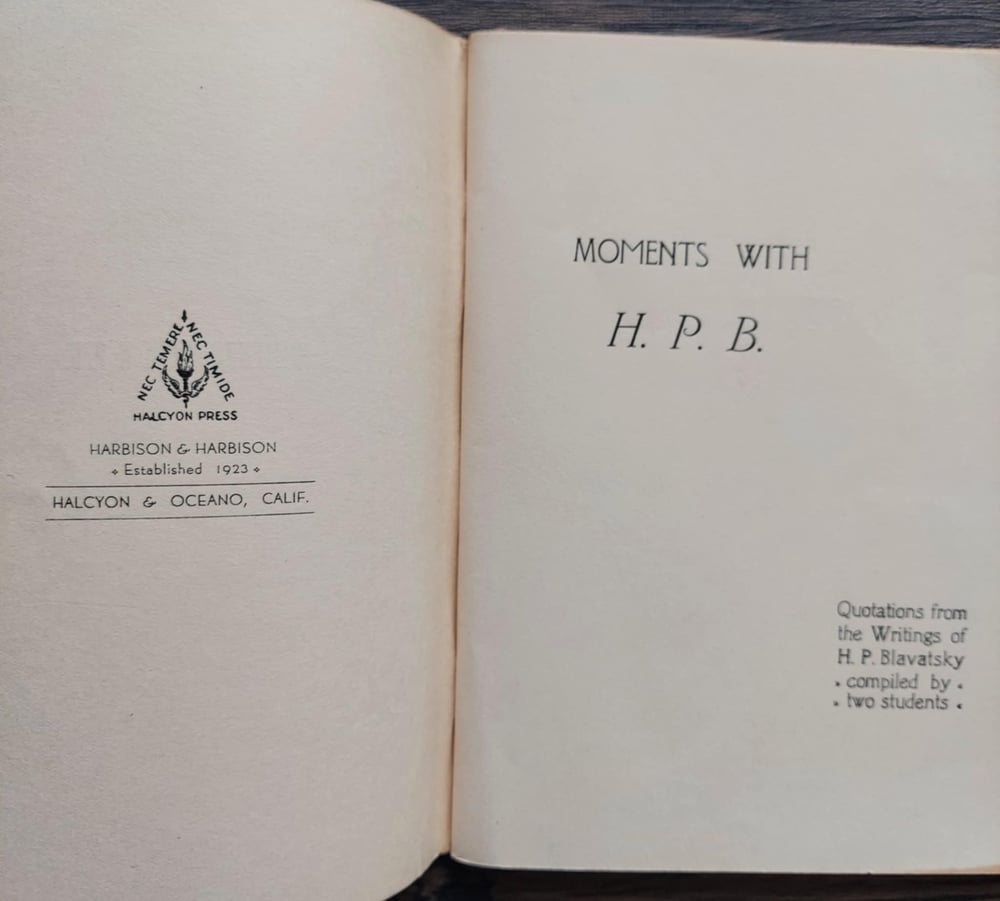 NEC TEMERE NEC TIMIDE
HALCYON PRESS
HARBISON & HARBISON
Established 1923
HALCYON & OCEANO, CALIF.
MOMENTS WITH
H. P. B.
Quotations from
the Writings of
H. P. Blavatsky
compiled by
two students